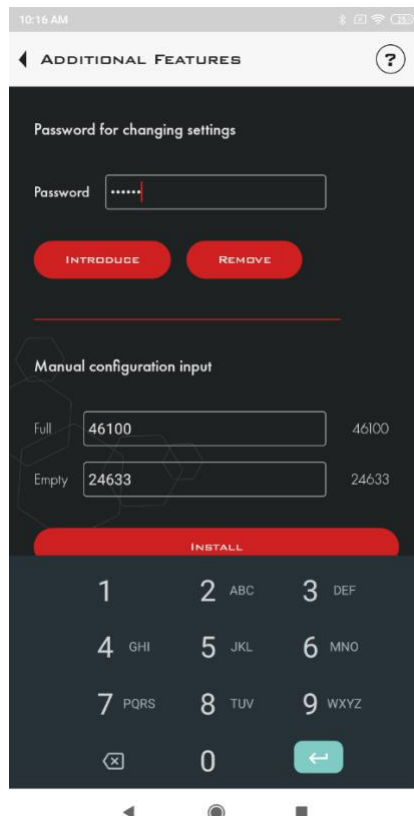 10:16 AM 25
ADDITIONAL FEATURES ?
Password for changing settings
Password ••••••
INTRODUCE REMOVE
Manual configuration input
Full 46100 46100
Empty 24633 24633
INSTALL
1 2 ABC 3 DEF
4 GHI 5 JKL 6 MNO
7 PQRS 8 TUV 9 WXYZ
0